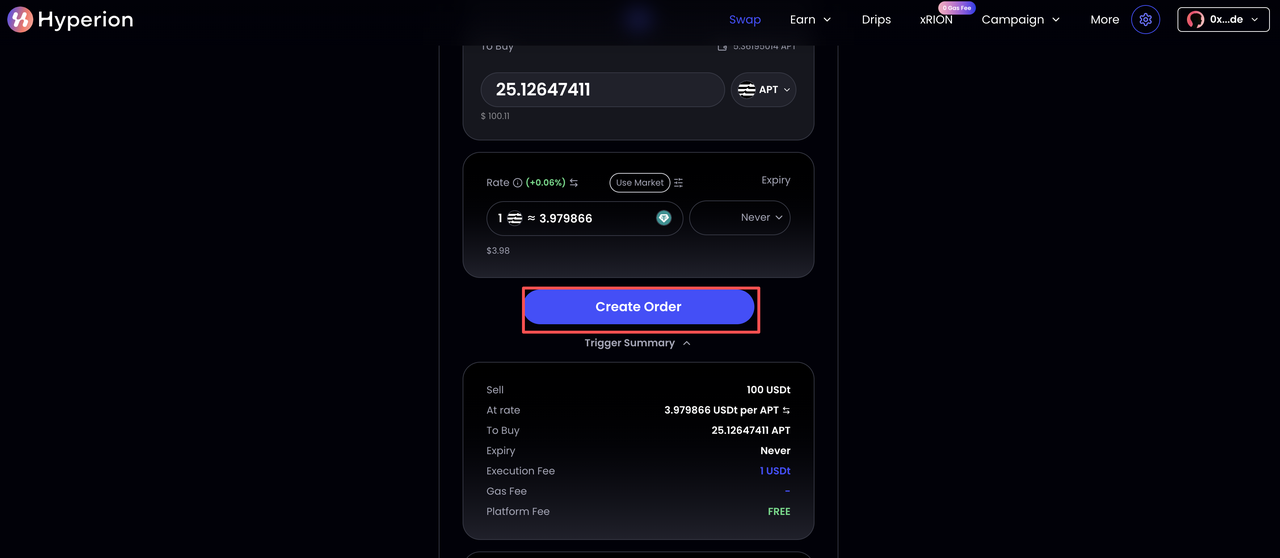 Hyperion
Swap Earn Drips xRION 0 Gas Fee Campaign More 0x...de
To Buy 5.36195014 APT
25.12647411 APT
$ 100.11
Rate (+0.06%) Use Market Expiry
1 ≈ 3.979866 Never
$3.98
Create Order
Trigger Summary
Sell 100 USDt
At rate 3.979866 USDt per APT
To Buy 25.12647411 APT
Expiry Never
Execution Fee 1 USDt
Gas Fee -
Platform Fee FREE